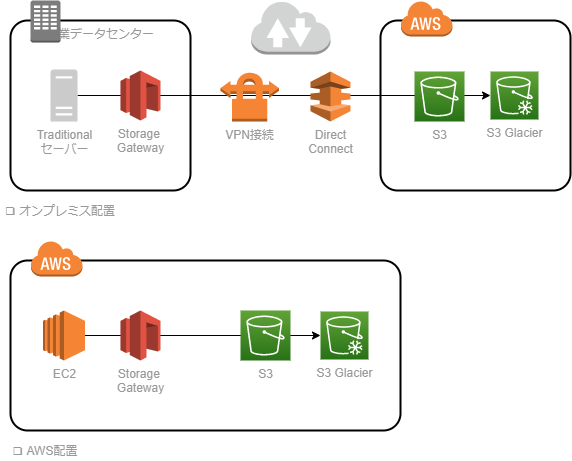 業データセンター
AWS
Traditional
サーバー
Storage
Gateway
VPN接続
Direct
Connect
S3
S3 Glacier
❏ オンプレミス配置
AWS
EC2
Storage
Gateway
S3
S3 Glacier
❏ AWS配置